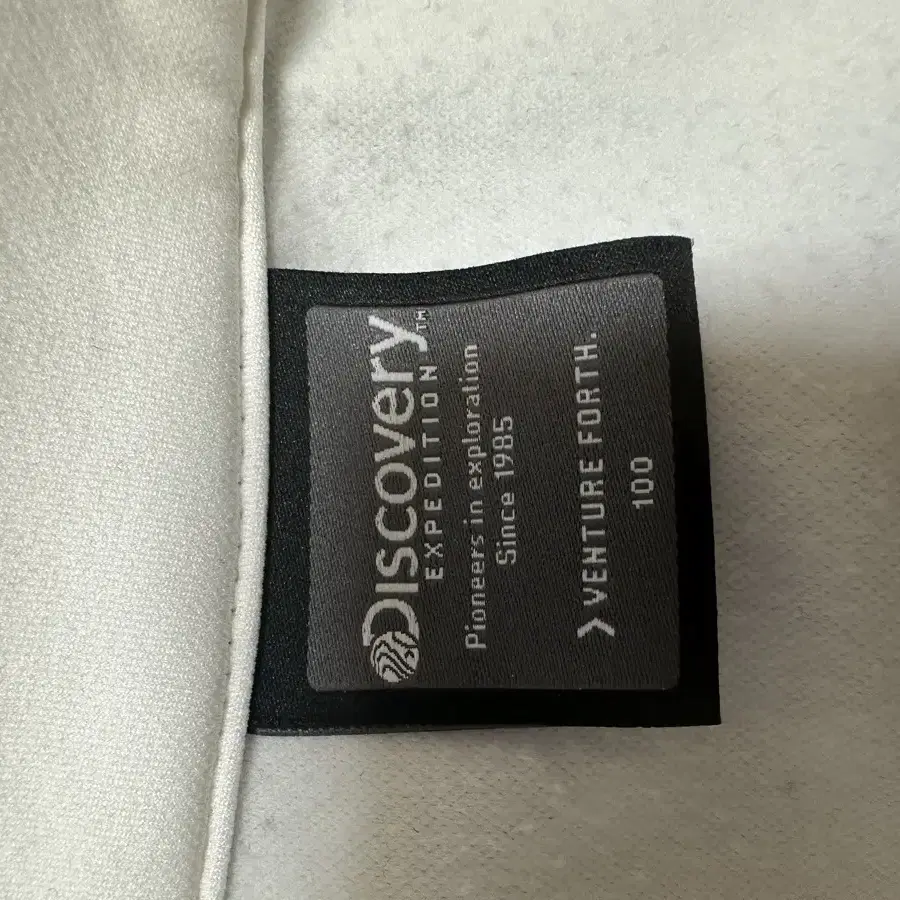 DISCOVERY™
EXPEDITION
Pioneers in exploration
Since 1985
> VENTURE FORTH.
100